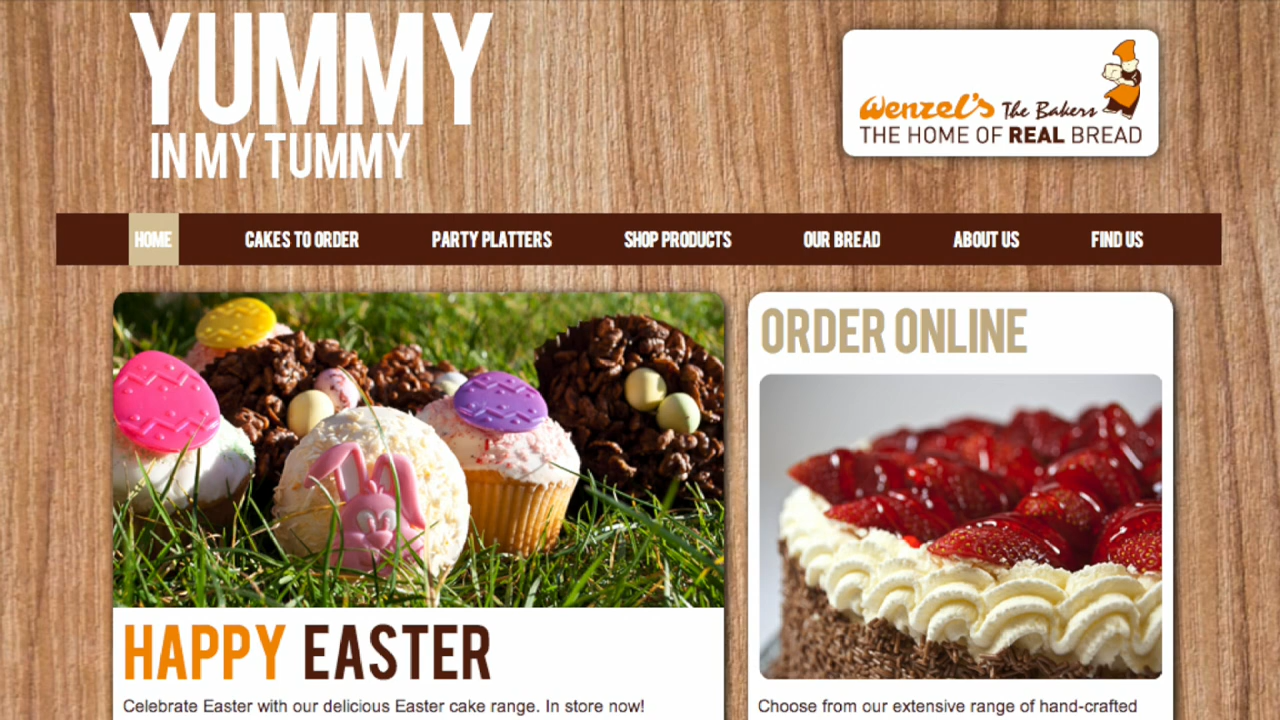 YUMMY
IN MY TUMMY
Wenzel's The Bakers
THE HOME OF REAL BREAD
HOME
CAKES TO ORDER
PARTY PLATTERS
SHOP PRODUCTS
OUR BREAD
ABOUT US
FIND US
HAPPY EASTER
Celebrate Easter with our delicious Easter cake range. In store now!
ORDER ONLINE
Choose from our extensive range of hand-crafted